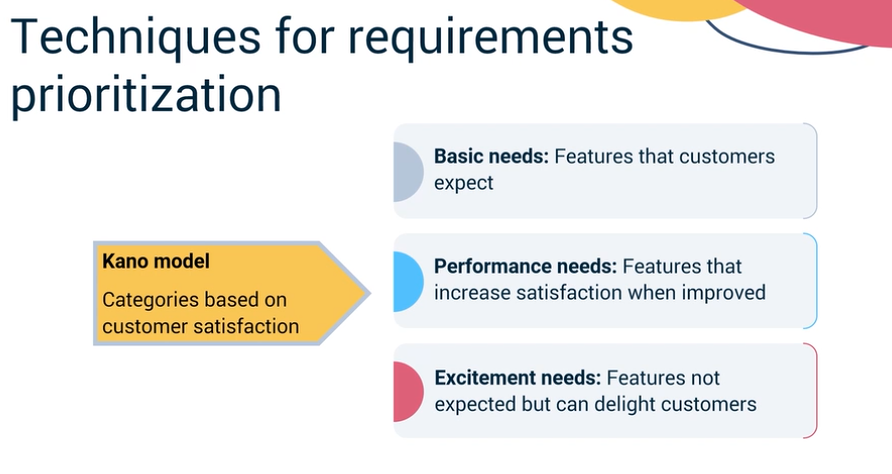 Techniques for requirements
prioritization
Basic needs: Features that customers
expect
Kano model
Categories based on
customer satisfaction
Performance needs: Features that
increase satisfaction when improved
Excitement needs: Features not
expected but can delight customers